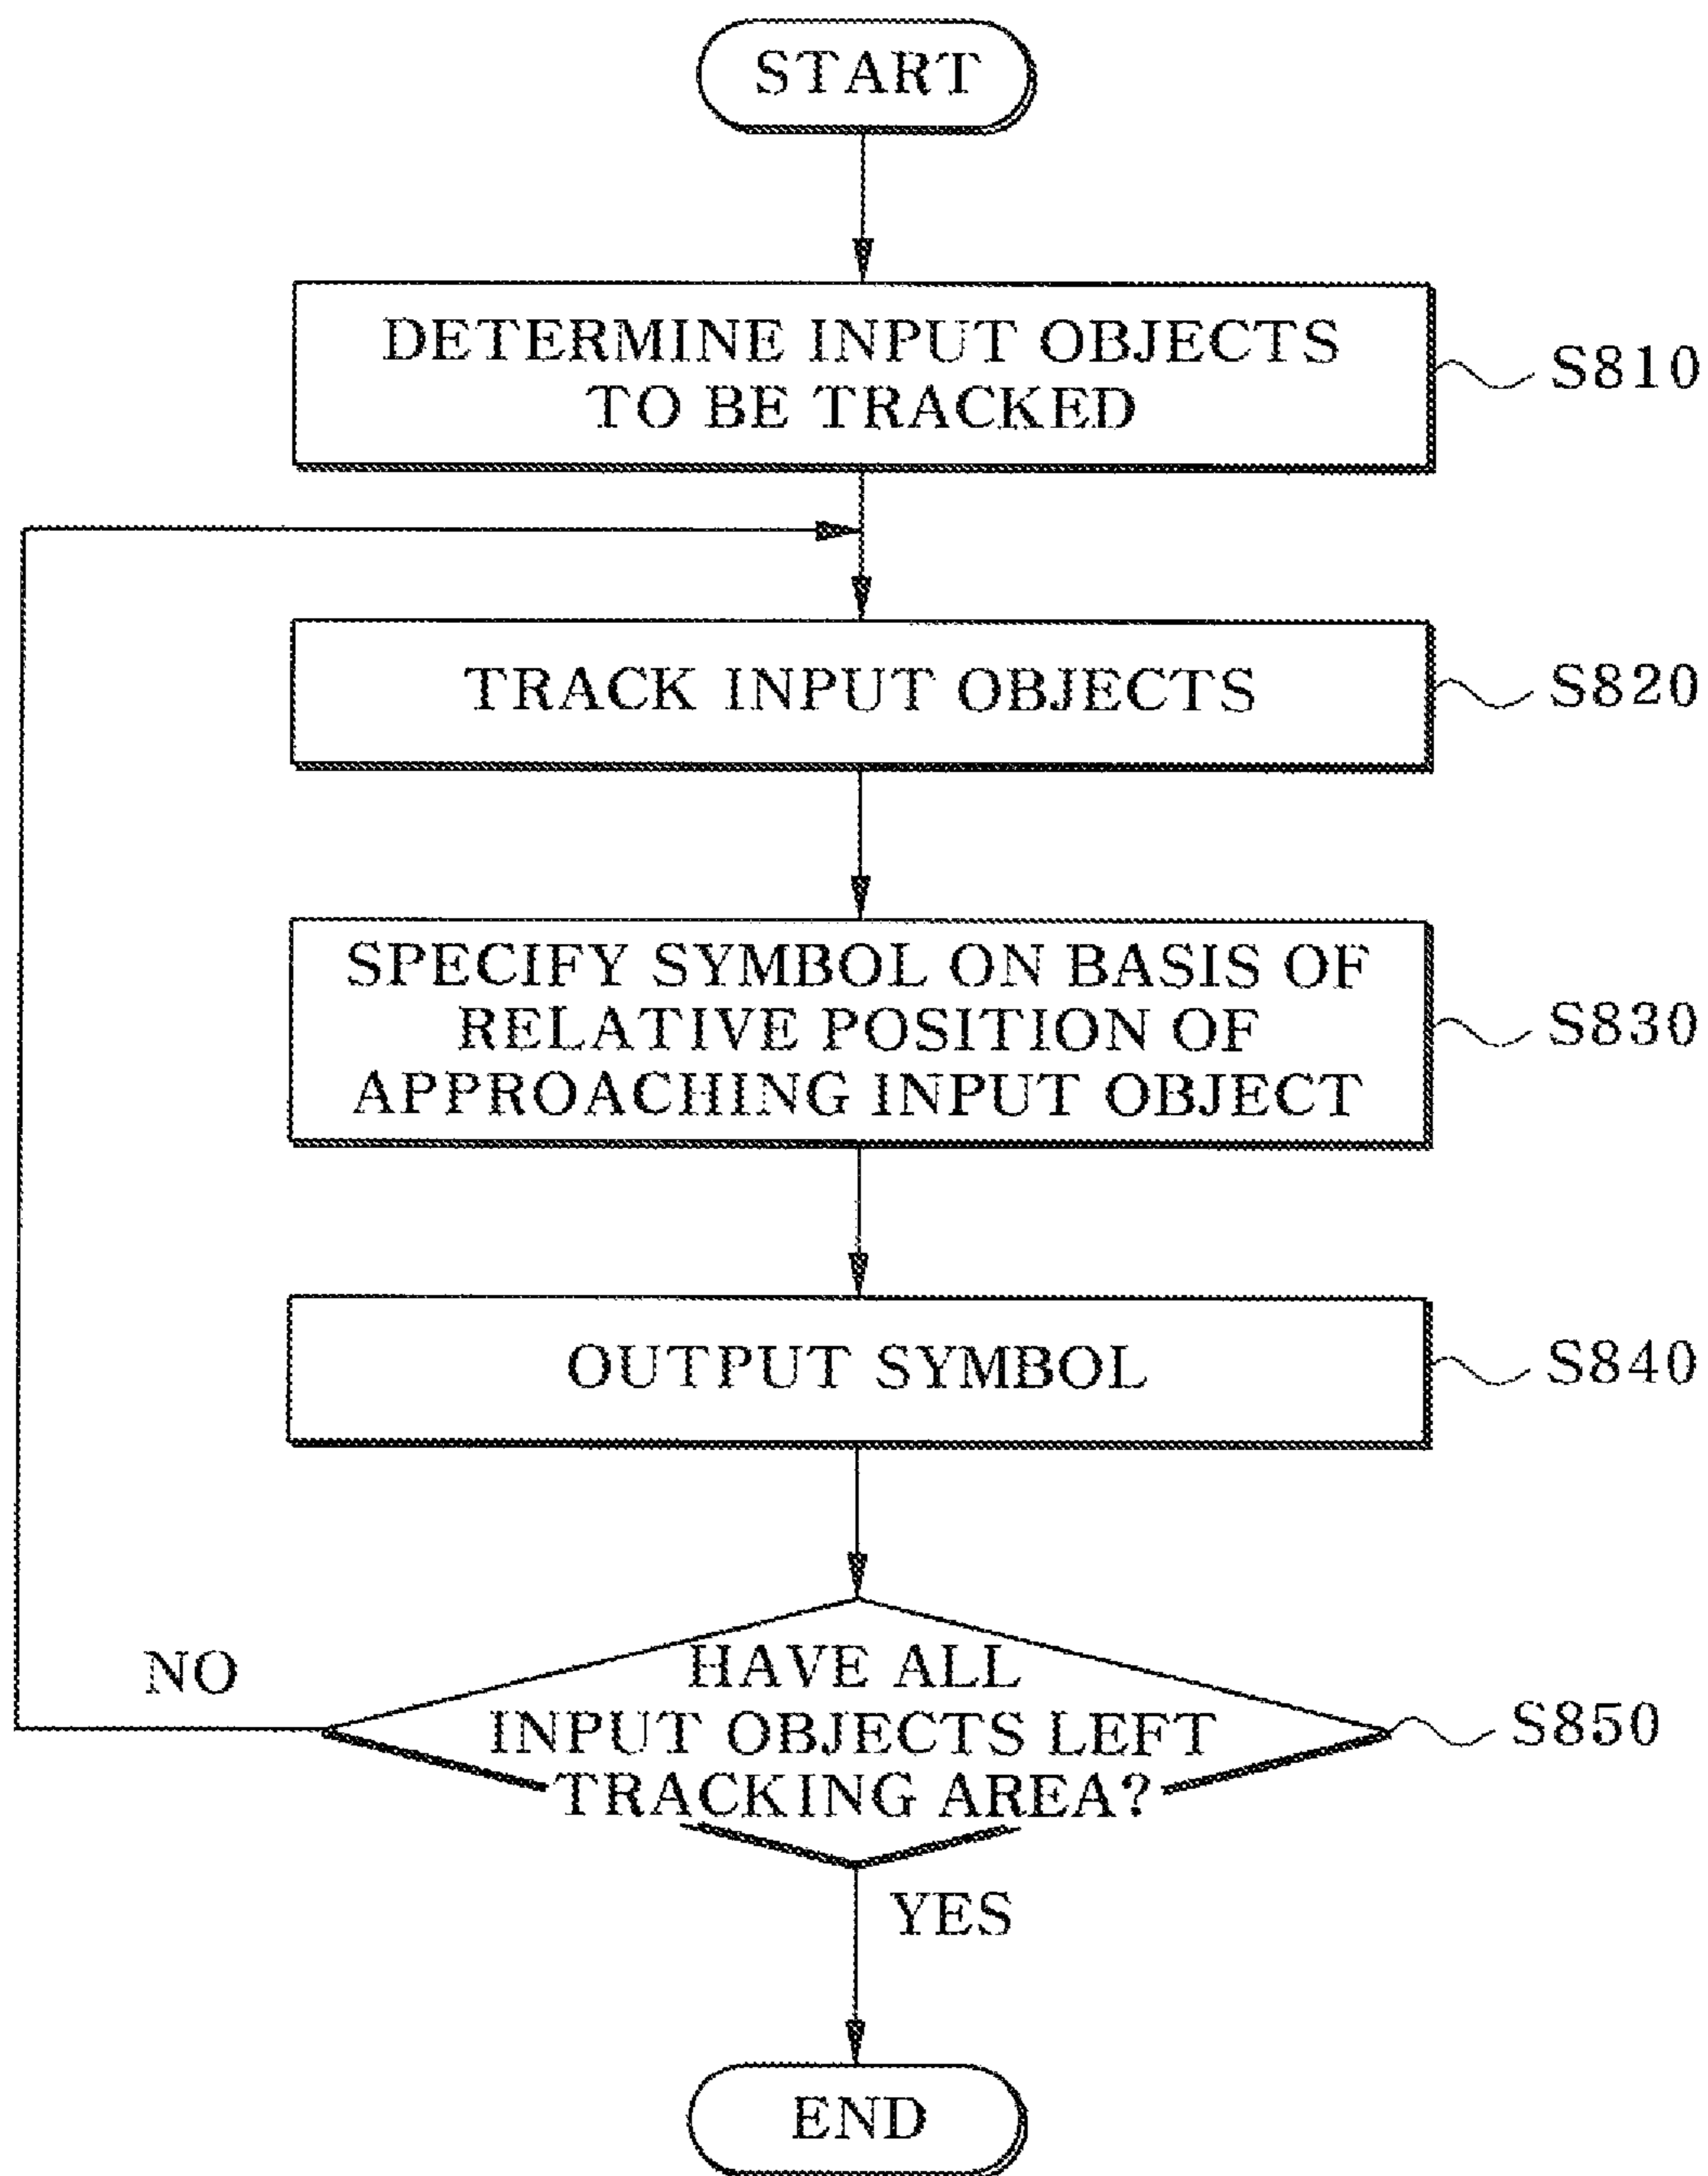 START
DETERMINE INPUT OBJECTS
TO BE TRACKED
S810
TRACK INPUT OBJECTS
S820
SPECIFY SYMBOL ON BASIS OF
RELATIVE POSITION OF
APPROACHING INPUT OBJECT
S830
OUTPUT SYMBOL
S840
HAVE ALL
INPUT OBJECTS LEFT
TRACKING AREA?
S850
NO
YES
END